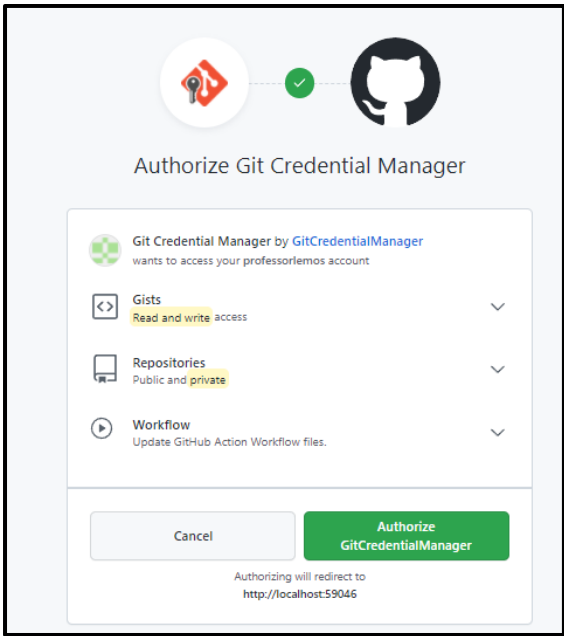 Authorize Git Credential Manager
Git Credential Manager by GitCredentialManager
wants to access your professorlemos account
Gists
Read and write access
Repositories
Public and private
Workflow
Update GitHub Action Workflow files.
Cancel
Authorize
GitCredentialManager
Authorizing will redirect to
http://localhost:59046